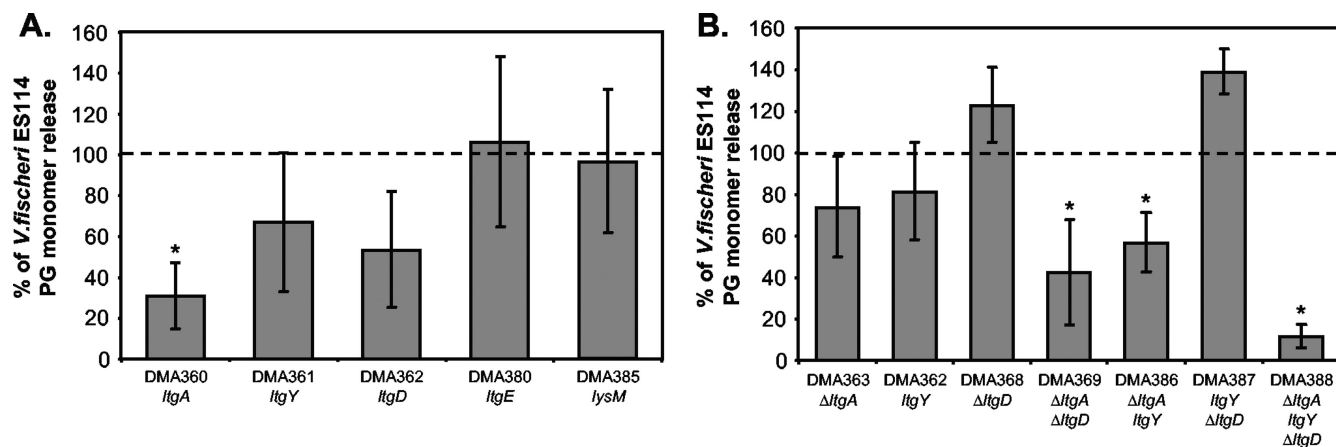 A.
% of V.fischeri ES114
PG monomer release
160
140
120
100
80
60
40
20
0
DMA360 DMA361 DMA362 DMA380 DMA385
ltgA ltgY ltgD ltgE lysM
*
B.
% of V.fischeri ES114
PG monomer release
160
140
120
100
80
60
40
20
0
* * *
DMA363 DMA362 DMA368 DMA369 DMA386 DMA387 DMA388
ΔltgA ltgY ΔltgD ΔltgA ΔltgA ltgY ΔltgA
ΔltgD ltgY ΔltgD ltgY
ΔltgD